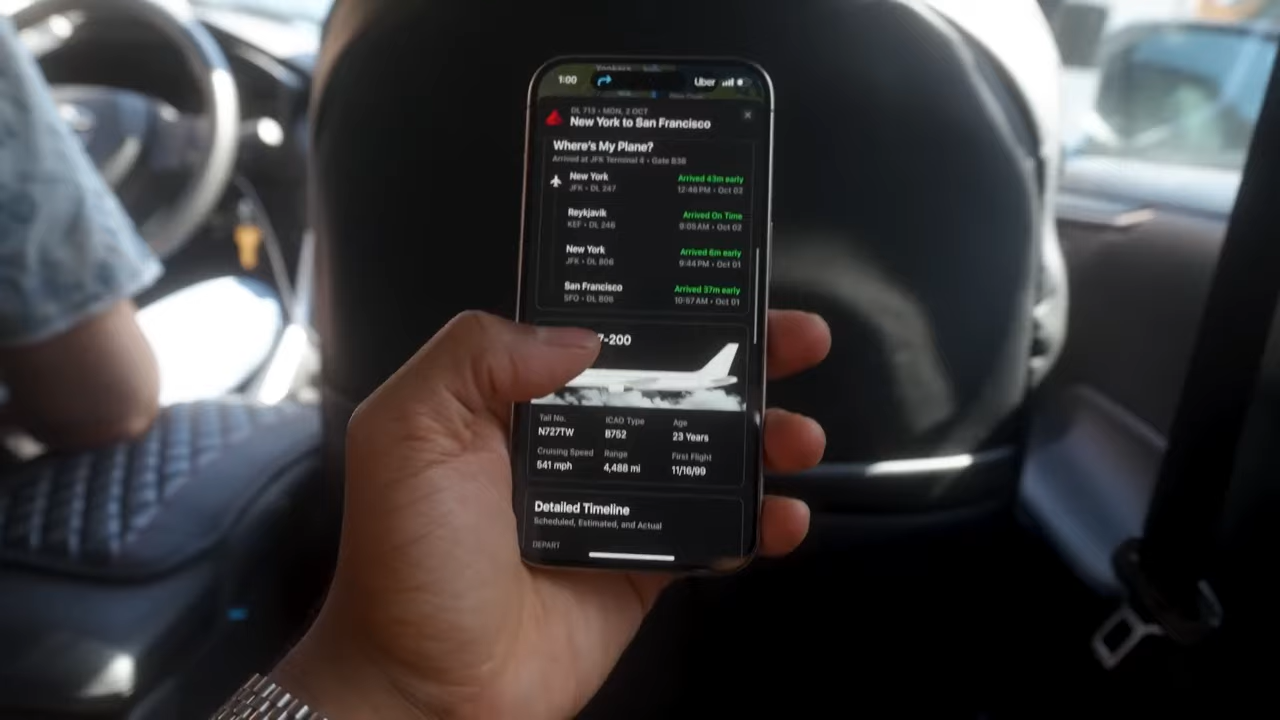 1:00
Uber
DL 713 • MON, 2 OCT
New York to San Francisco
Where's My Plane?
Arrived at JFK Terminal 4 • Gate B38
New York
Arrived 43m early
JFK • DL 247
12:46 PM • Oct 02
Reykjavik
Arrived On Time
KEF • DL 246
9:05 AM • Oct 02
New York
Arrived 6m early
JFK • DL 806
9:44 PM • Oct 01
San Francisco
Arrived 37m early
SFO • DL 806
10:57 AM • Oct 01
7-200
Tail No.
ICAO Type
Age
N727TW
B752
23 Years
Cruising Speed
Range
First Flight
541 mph
4,488 mi
11/16/99
Detailed Timeline
Scheduled, Estimated, and Actual
DEPART